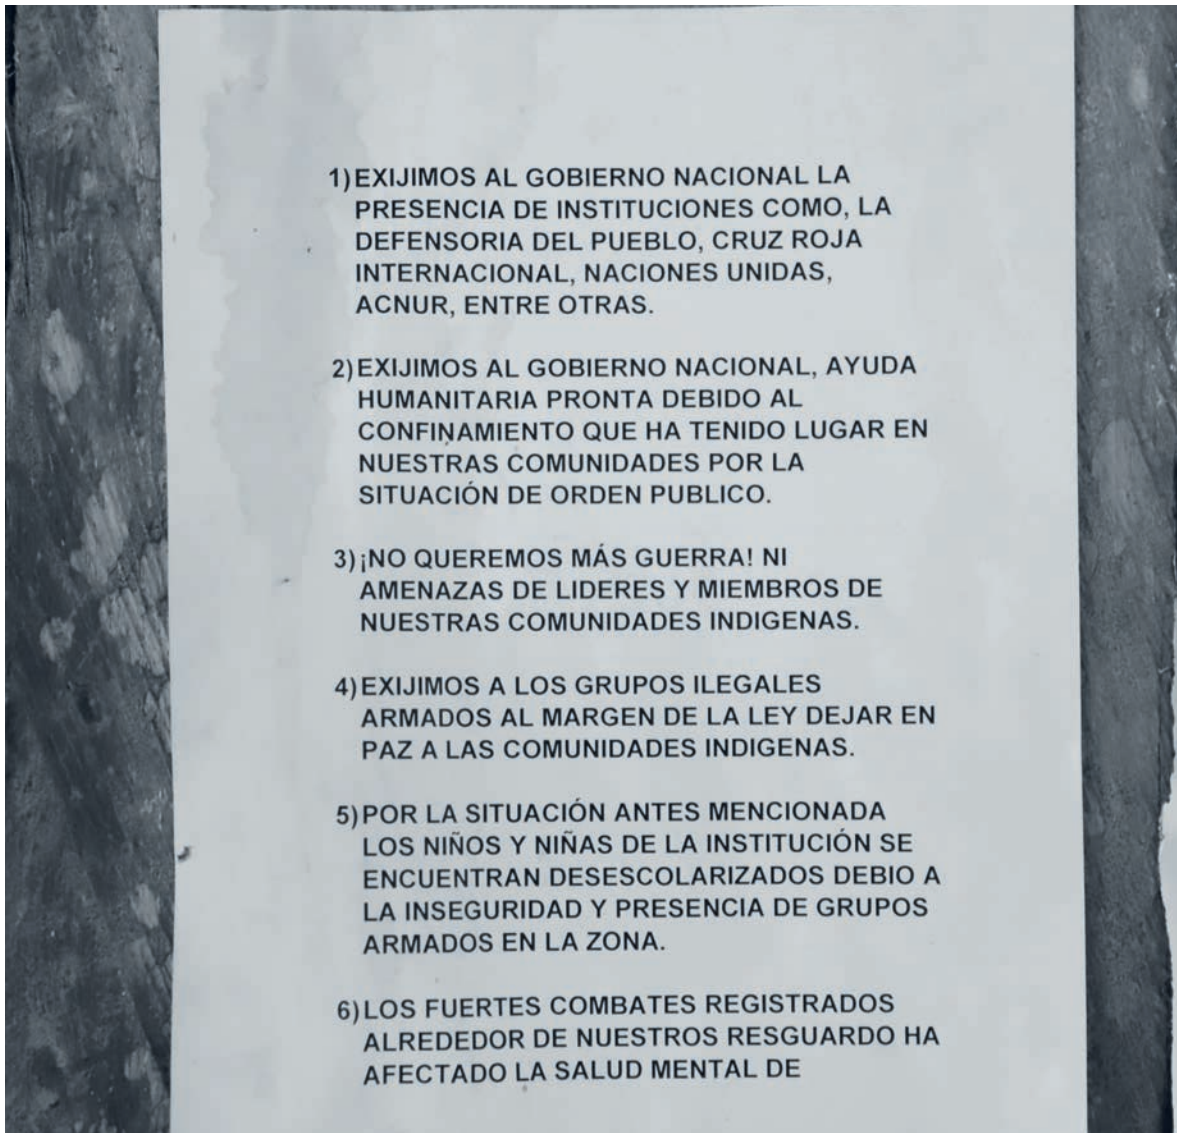 1) EXIJIMOS AL GOBIERNO NACIONAL LA
PRESENCIA DE INSTITUCIONES COMO, LA
DEFENSORIA DEL PUEBLO, CRUZ ROJA
INTERNACIONAL, NACIONES UNIDAS,
ACNUR, ENTRE OTRAS.
2) EXIJIMOS AL GOBIERNO NACIONAL, AYUDA
HUMANITARIA PRONTA DEBIDO AL
CONFINAMIENTO QUE HA TENIDO LUGAR EN
NUESTRAS COMUNIDADES POR LA
SITUACIÓN DE ORDEN PUBLICO.
3) ¡NO QUEREMOS MÁS GUERRA! NI
AMENAZAS DE LIDERES Y MIEMBROS DE
NUESTRAS COMUNIDADES INDIGENAS.
4) EXIJIMOS A LOS GRUPOS ILEGALES
ARMADOS AL MARGEN DE LA LEY DEJAR EN
PAZ A LAS COMUNIDADES INDIGENAS.
5) POR LA SITUACIÓN ANTES MENCIONADA
LOS NIÑOS Y NIÑAS DE LA INSTITUCIÓN SE
ENCUENTRAN DESESCOLARIZADOS DEBIO A
LA INSEGURIDAD Y PRESENCIA DE GRUPOS
ARMADOS EN LA ZONA.
6) LOS FUERTES COMBATES REGISTRADOS
ALREDEDOR DE NUESTROS RESGUARDO HA
AFECTADO LA SALUD MENTAL DE